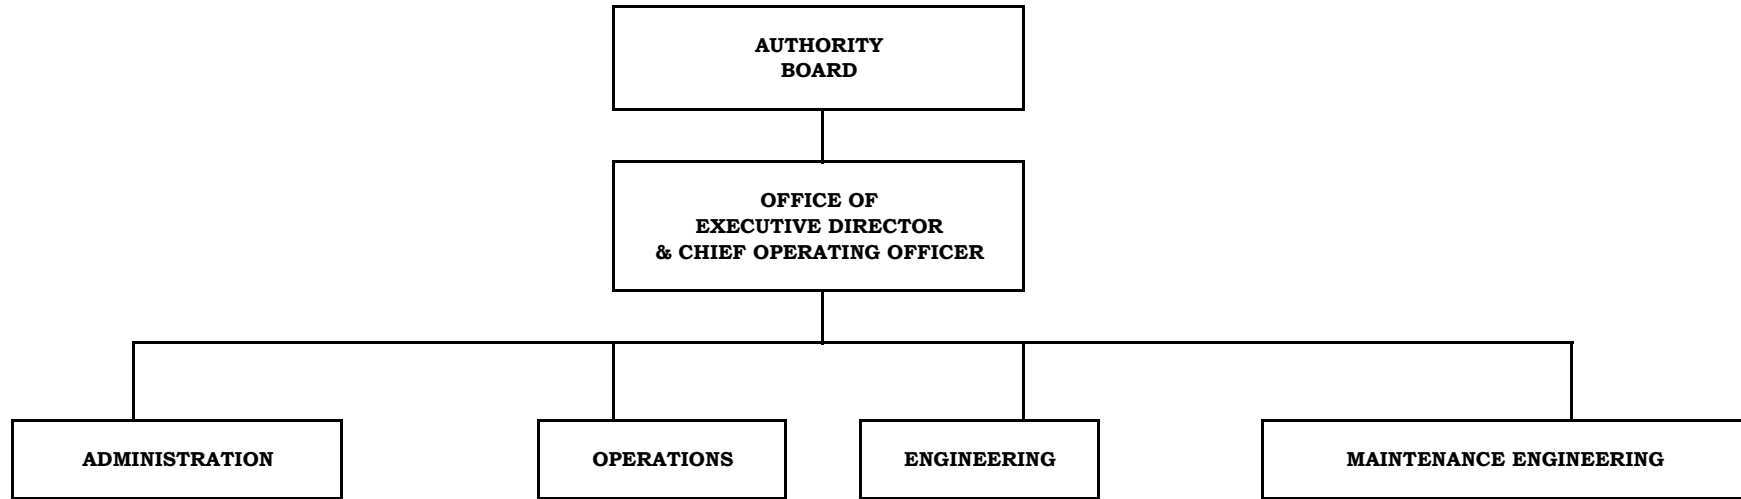 AUTHORITY
BOARD
OFFICE OF
EXECUTIVE DIRECTOR
& CHIEF OPERATING OFFICER
ADMINISTRATION
OPERATIONS
ENGINEERING
MAINTENANCE ENGINEERING